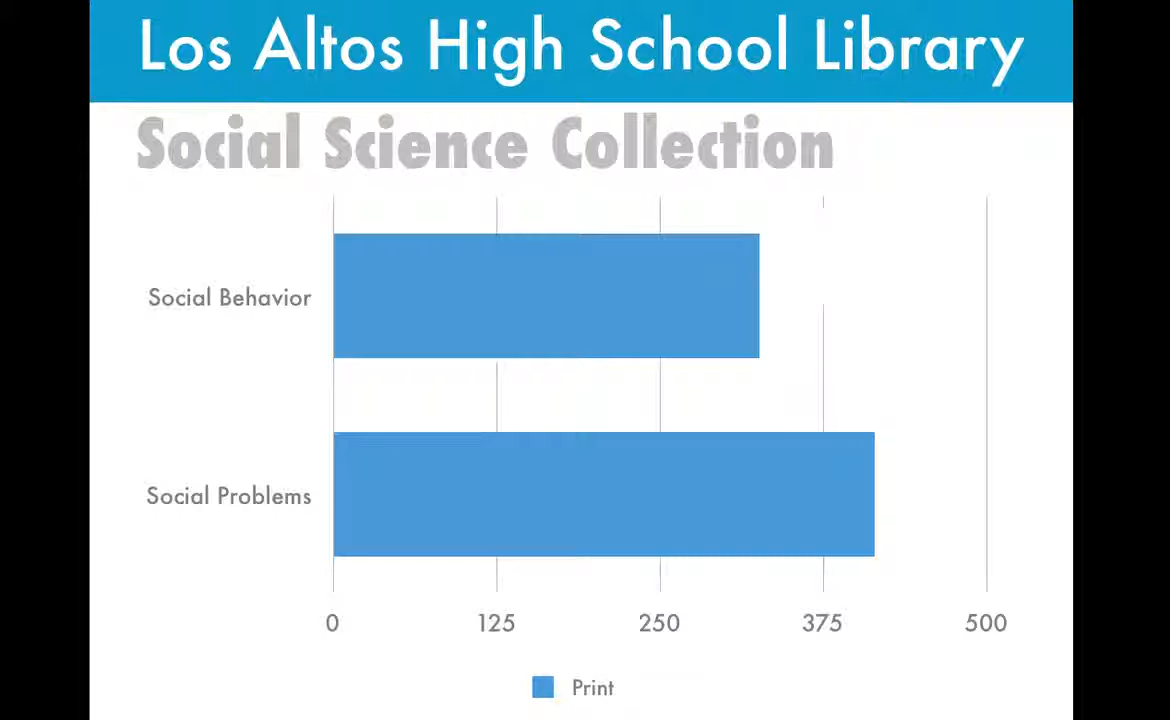 Los Altos High School Library
Social Science Collection
Social Behavior
Social Problems
0 125 250 375 500
Print